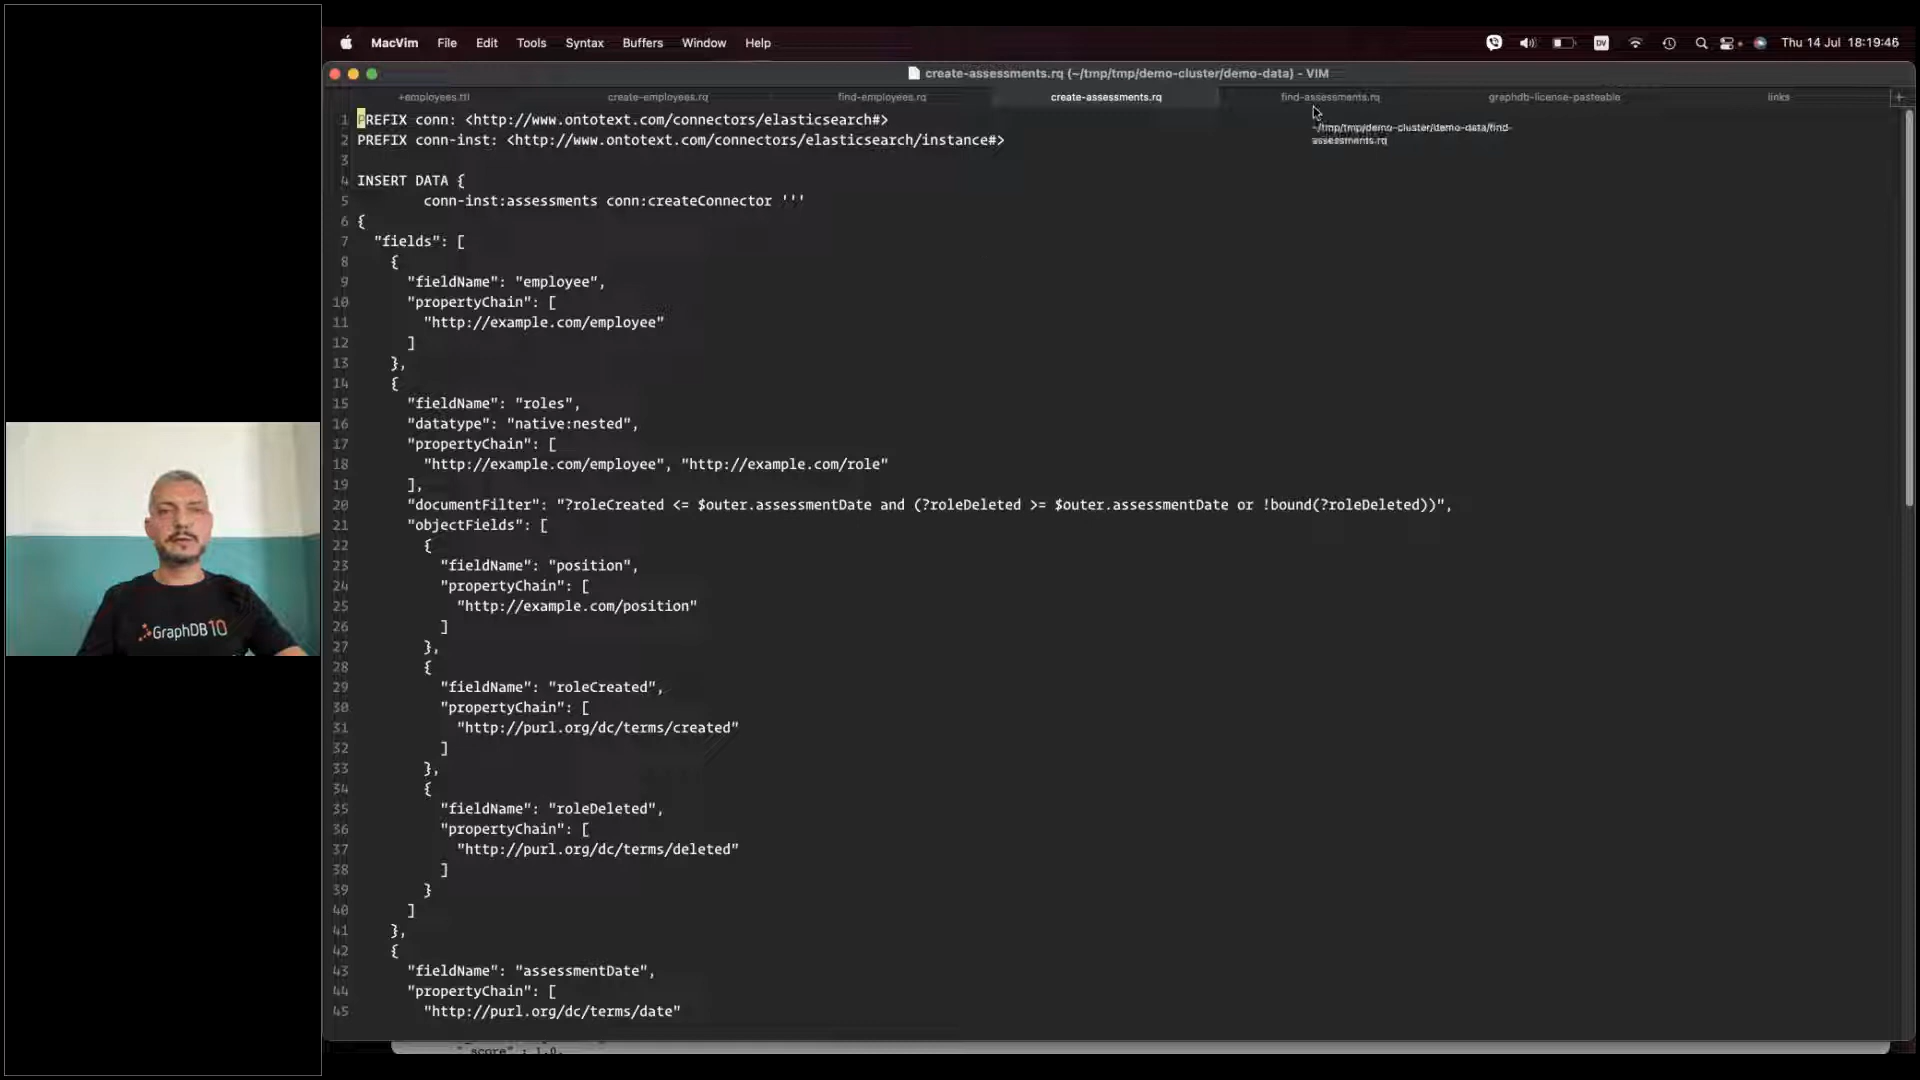 MacVim File Edit Tools Syntax Buffers Window Help
DV Thu 14 Jul 18:19:46
create-assessments.rq (~/tmp/tmp/demo-cluster/demo-data) - VIM
+employees.ttl create-employees.rq find-employees.rq create-assessments.rq find-assessments.rq graphdb-license-pasteable links +
~/tmp/tmp/demo-cluster/demo-data/find-
assessments.rq
1 PREFIX conn: <http://www.ontotext.com/connectors/elasticsearch#>
2 PREFIX conn-inst: <http://www.ontotext.com/connectors/elasticsearch/instance#>
3
4 INSERT DATA {
5 conn-inst:assessments conn:createConnector '''
6 {
7 "fields": [
8 {
9 "fieldName": "employee",
10 "propertyChain": [
11 "http://example.com/employee"
12 ]
13 },
14 {
15 "fieldName": "roles",
16 "datatype": "native:nested",
17 "propertyChain": [
18 "http://example.com/employee", "http://example.com/role"
19 ],
20 "documentFilter": "?roleCreated <= $outer.assessmentDate and (?roleDeleted >= $outer.assessmentDate or !bound(?roleDeleted))",
21 "objectFields": [
22 {
23 "fieldName": "position",
24 "propertyChain": [
25 "http://example.com/position"
26 ]
27 },
28 {
29 "fieldName": "roleCreated",
30 "propertyChain": [
31 "http://purl.org/dc/terms/created"
32 ]
33 },
34 {
35 "fieldName": "roleDeleted",
36 "propertyChain": [
37 "http://purl.org/dc/terms/deleted"
38 ]
39 }
40 ]
41 },
42 {
43 "fieldName": "assessmentDate",
44 "propertyChain": [
45 "http://purl.org/dc/terms/date"
"_score" : 1.0,
GraphDB10